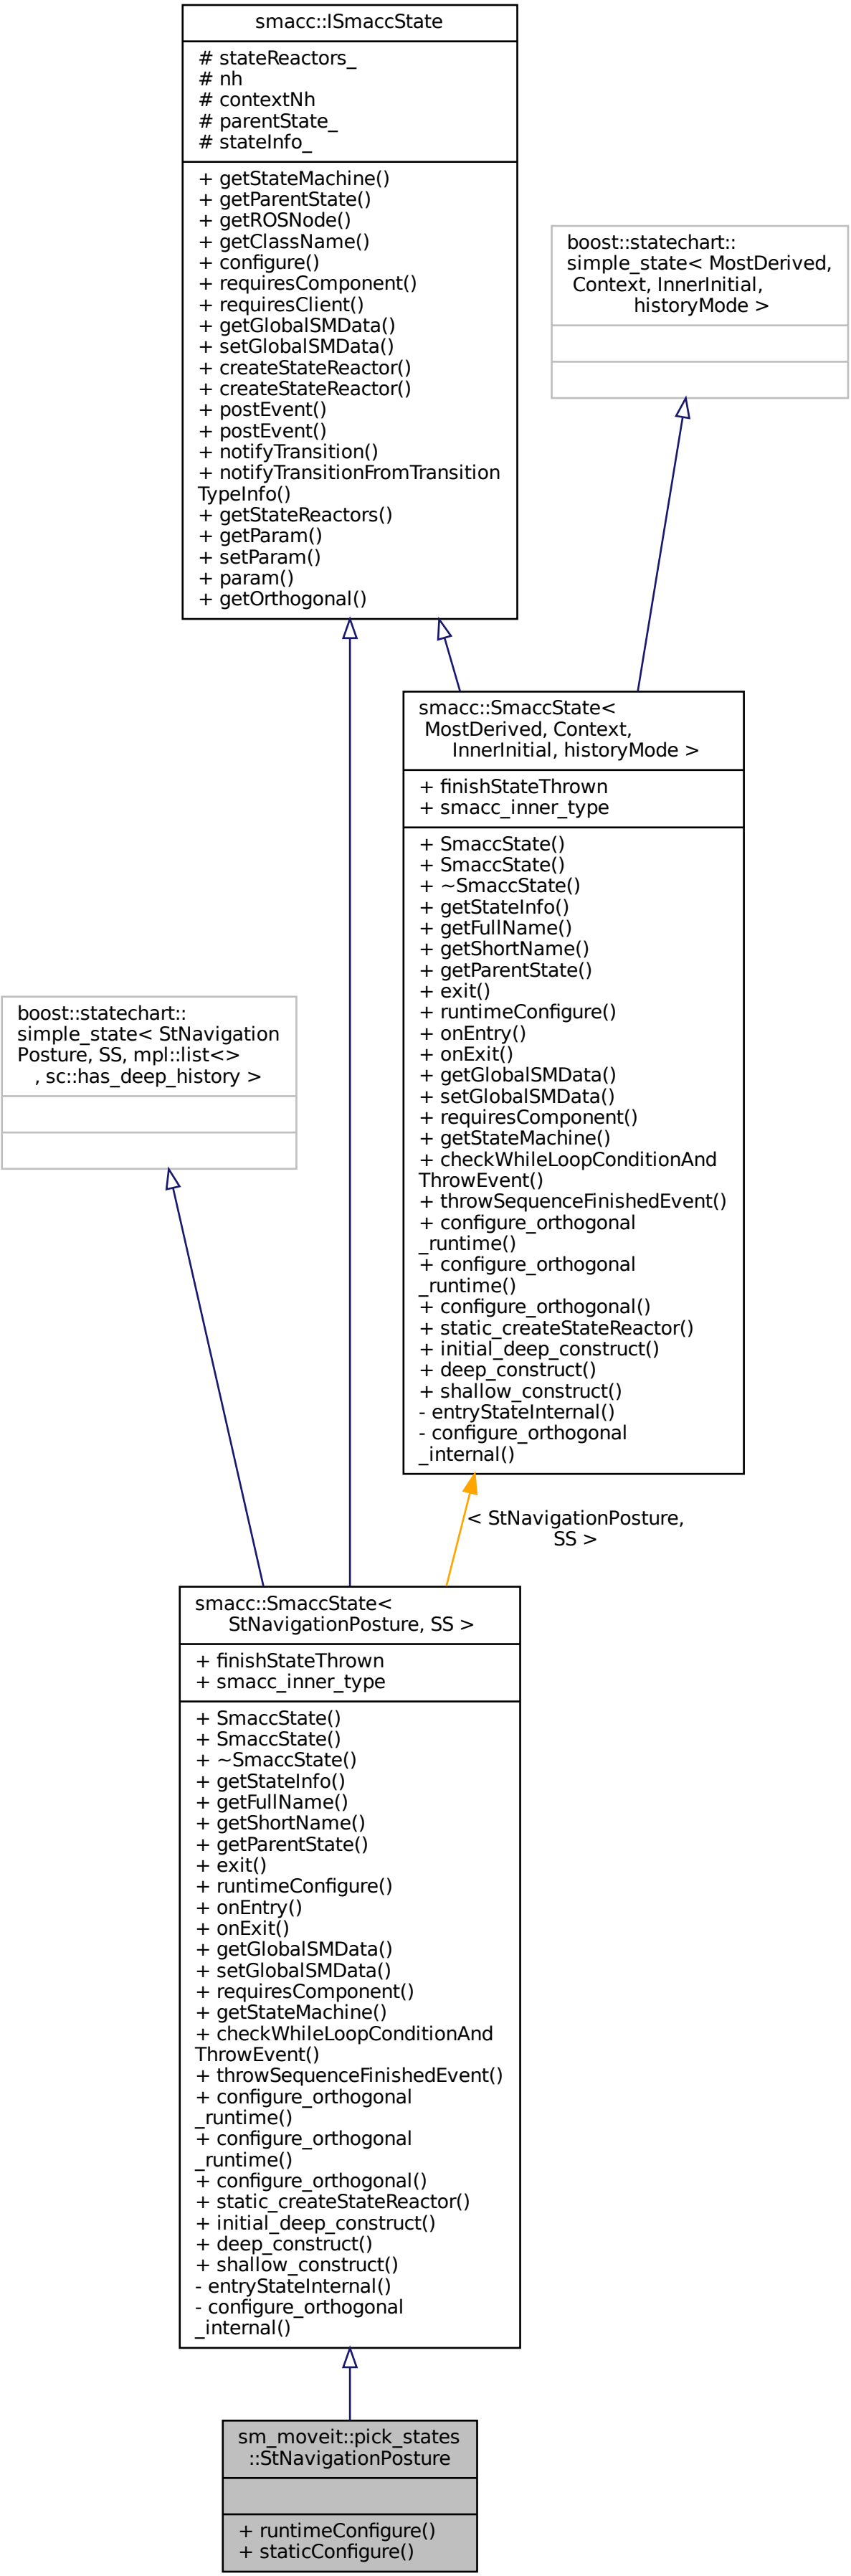 smacc::ISmaccState
# stateReactors_
# nh
# contextNh
# parentState_
# stateInfo_
+ getStateMachine()
+ getParentState()
+ getROSNode()
+ getClassName()
+ configure()
+ requiresComponent()
+ requiresClient()
+ getGlobalSMData()
+ setGlobalSMData()
+ createStateReactor()
+ createStateReactor()
+ postEvent()
+ postEvent()
+ notifyTransition()
+ notifyTransitionFromTransition
TypeInfo()
+ getStateReactors()
+ getParam()
+ setParam()
+ param()
+ getOrthogonal()
boost::statechart::
simple_state< MostDerived,
Context, InnerInitial,
historyMode >
smacc::SmaccState<
MostDerived, Context,
InnerInitial, historyMode >
+ finishStateThrown
+ smacc_inner_type
+ SmaccState()
+ SmaccState()
+ ~SmaccState()
+ getStateInfo()
+ getFullName()
+ getShortName()
+ getParentState()
+ exit()
+ runtimeConfigure()
+ onEntry()
+ onExit()
+ getGlobalSMData()
+ setGlobalSMData()
+ requiresComponent()
+ getStateMachine()
+ checkWhileLoopConditionAnd
ThrowEvent()
+ throwSequenceFinishedEvent()
+ configure_orthogonal
_runtime()
+ configure_orthogonal
_runtime()
+ configure_orthogonal()
+ static_createStateReactor()
+ initial_deep_construct()
+ deep_construct()
+ shallow_construct()
- entryStateInternal()
- configure_orthogonal
_internal()
boost::statechart::
simple_state< StNavigation
Posture, SS, mpl::list<>
, sc::has_deep_history >
< StNavigationPosture,
SS >
smacc::SmaccState<
StNavigationPosture, SS >
+ finishStateThrown
+ smacc_inner_type
+ SmaccState()
+ SmaccState()
+ ~SmaccState()
+ getStateInfo()
+ getFullName()
+ getShortName()
+ getParentState()
+ exit()
+ runtimeConfigure()
+ onEntry()
+ onExit()
+ getGlobalSMData()
+ setGlobalSMData()
+ requiresComponent()
+ getStateMachine()
+ checkWhileLoopConditionAnd
ThrowEvent()
+ throwSequenceFinishedEvent()
+ configure_orthogonal
_runtime()
+ configure_orthogonal
_runtime()
+ configure_orthogonal()
+ static_createStateReactor()
+ initial_deep_construct()
+ deep_construct()
+ shallow_construct()
- entryStateInternal()
- configure_orthogonal
_internal()
sm_moveit::pick_states
::StNavigationPosture
+ runtimeConfigure()
+ staticConfigure()